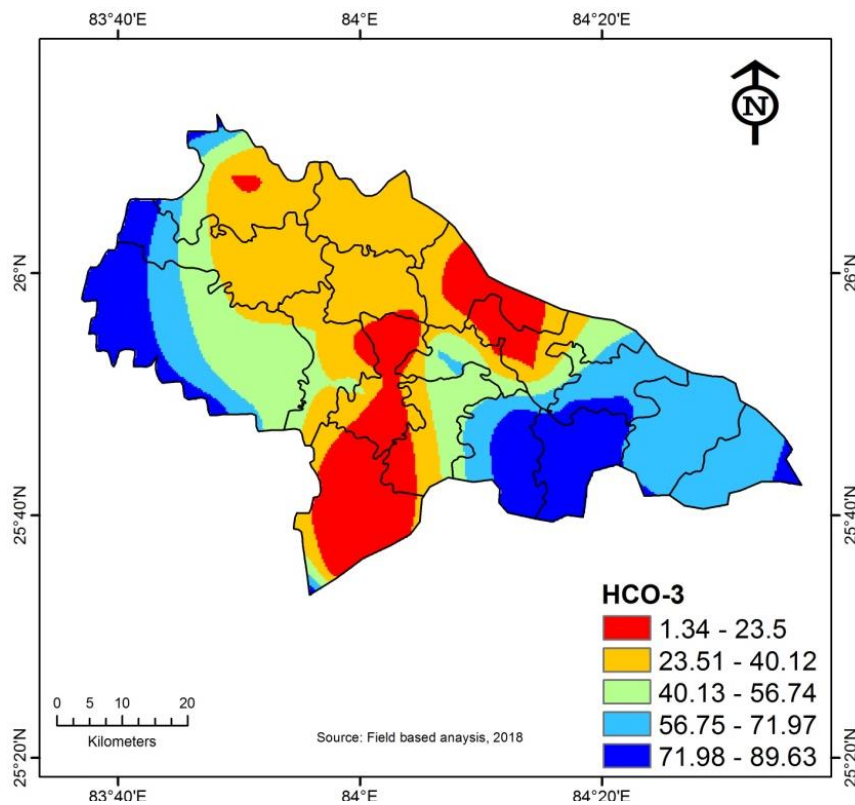 83°40'E 84°0'E 84°20'E
N
26°N 26°N
25°40'N 25°40'N
25°20'N 25°20'N
HCO-3
1.34 - 23.5
23.51 - 40.12
40.13 - 56.74
56.75 - 71.97
71.98 - 89.63
0 5 10 20
Kilometers
Source: Field based anaysis, 2018
83°40'E 84°0'E 84°20'E